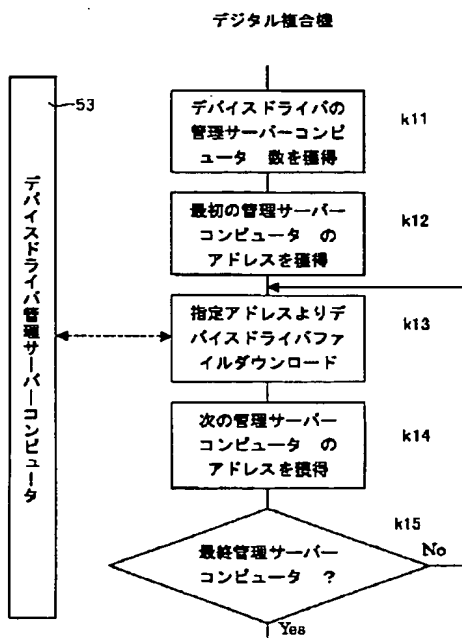 デジタル複合機
53
デバイスドライバ管理サーバーコンピュータ
デバイスドライバの
管理サーバーコンピ
ュータ 数を獲得
k11
最初の管理サーバー
コンピュータ の
アドレスを獲得
k12
指定アドレスよりデ
バイスドライバファ
イルダウンロード
k13
次の管理サーバー
コンピュータ の
アドレスを獲得
k14
k15
最終管理サーバー
コンピュータ ?
No
Yes